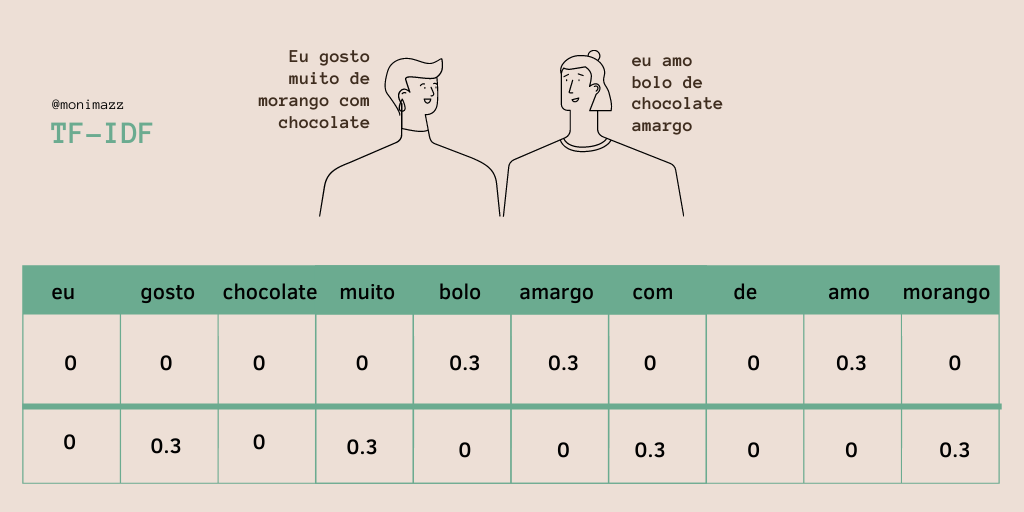 @monimazz
TF-IDF
Eu gosto
muito de
morango com
chocolate
eu amo
bolo de
chocolate
amargo
eu gosto chocolate muito bolo amargo com de amo morango
0 0 0 0 0.3 0.3 0 0 0.3 0
0 0.3 0 0.3 0 0 0.3 0 0 0.3